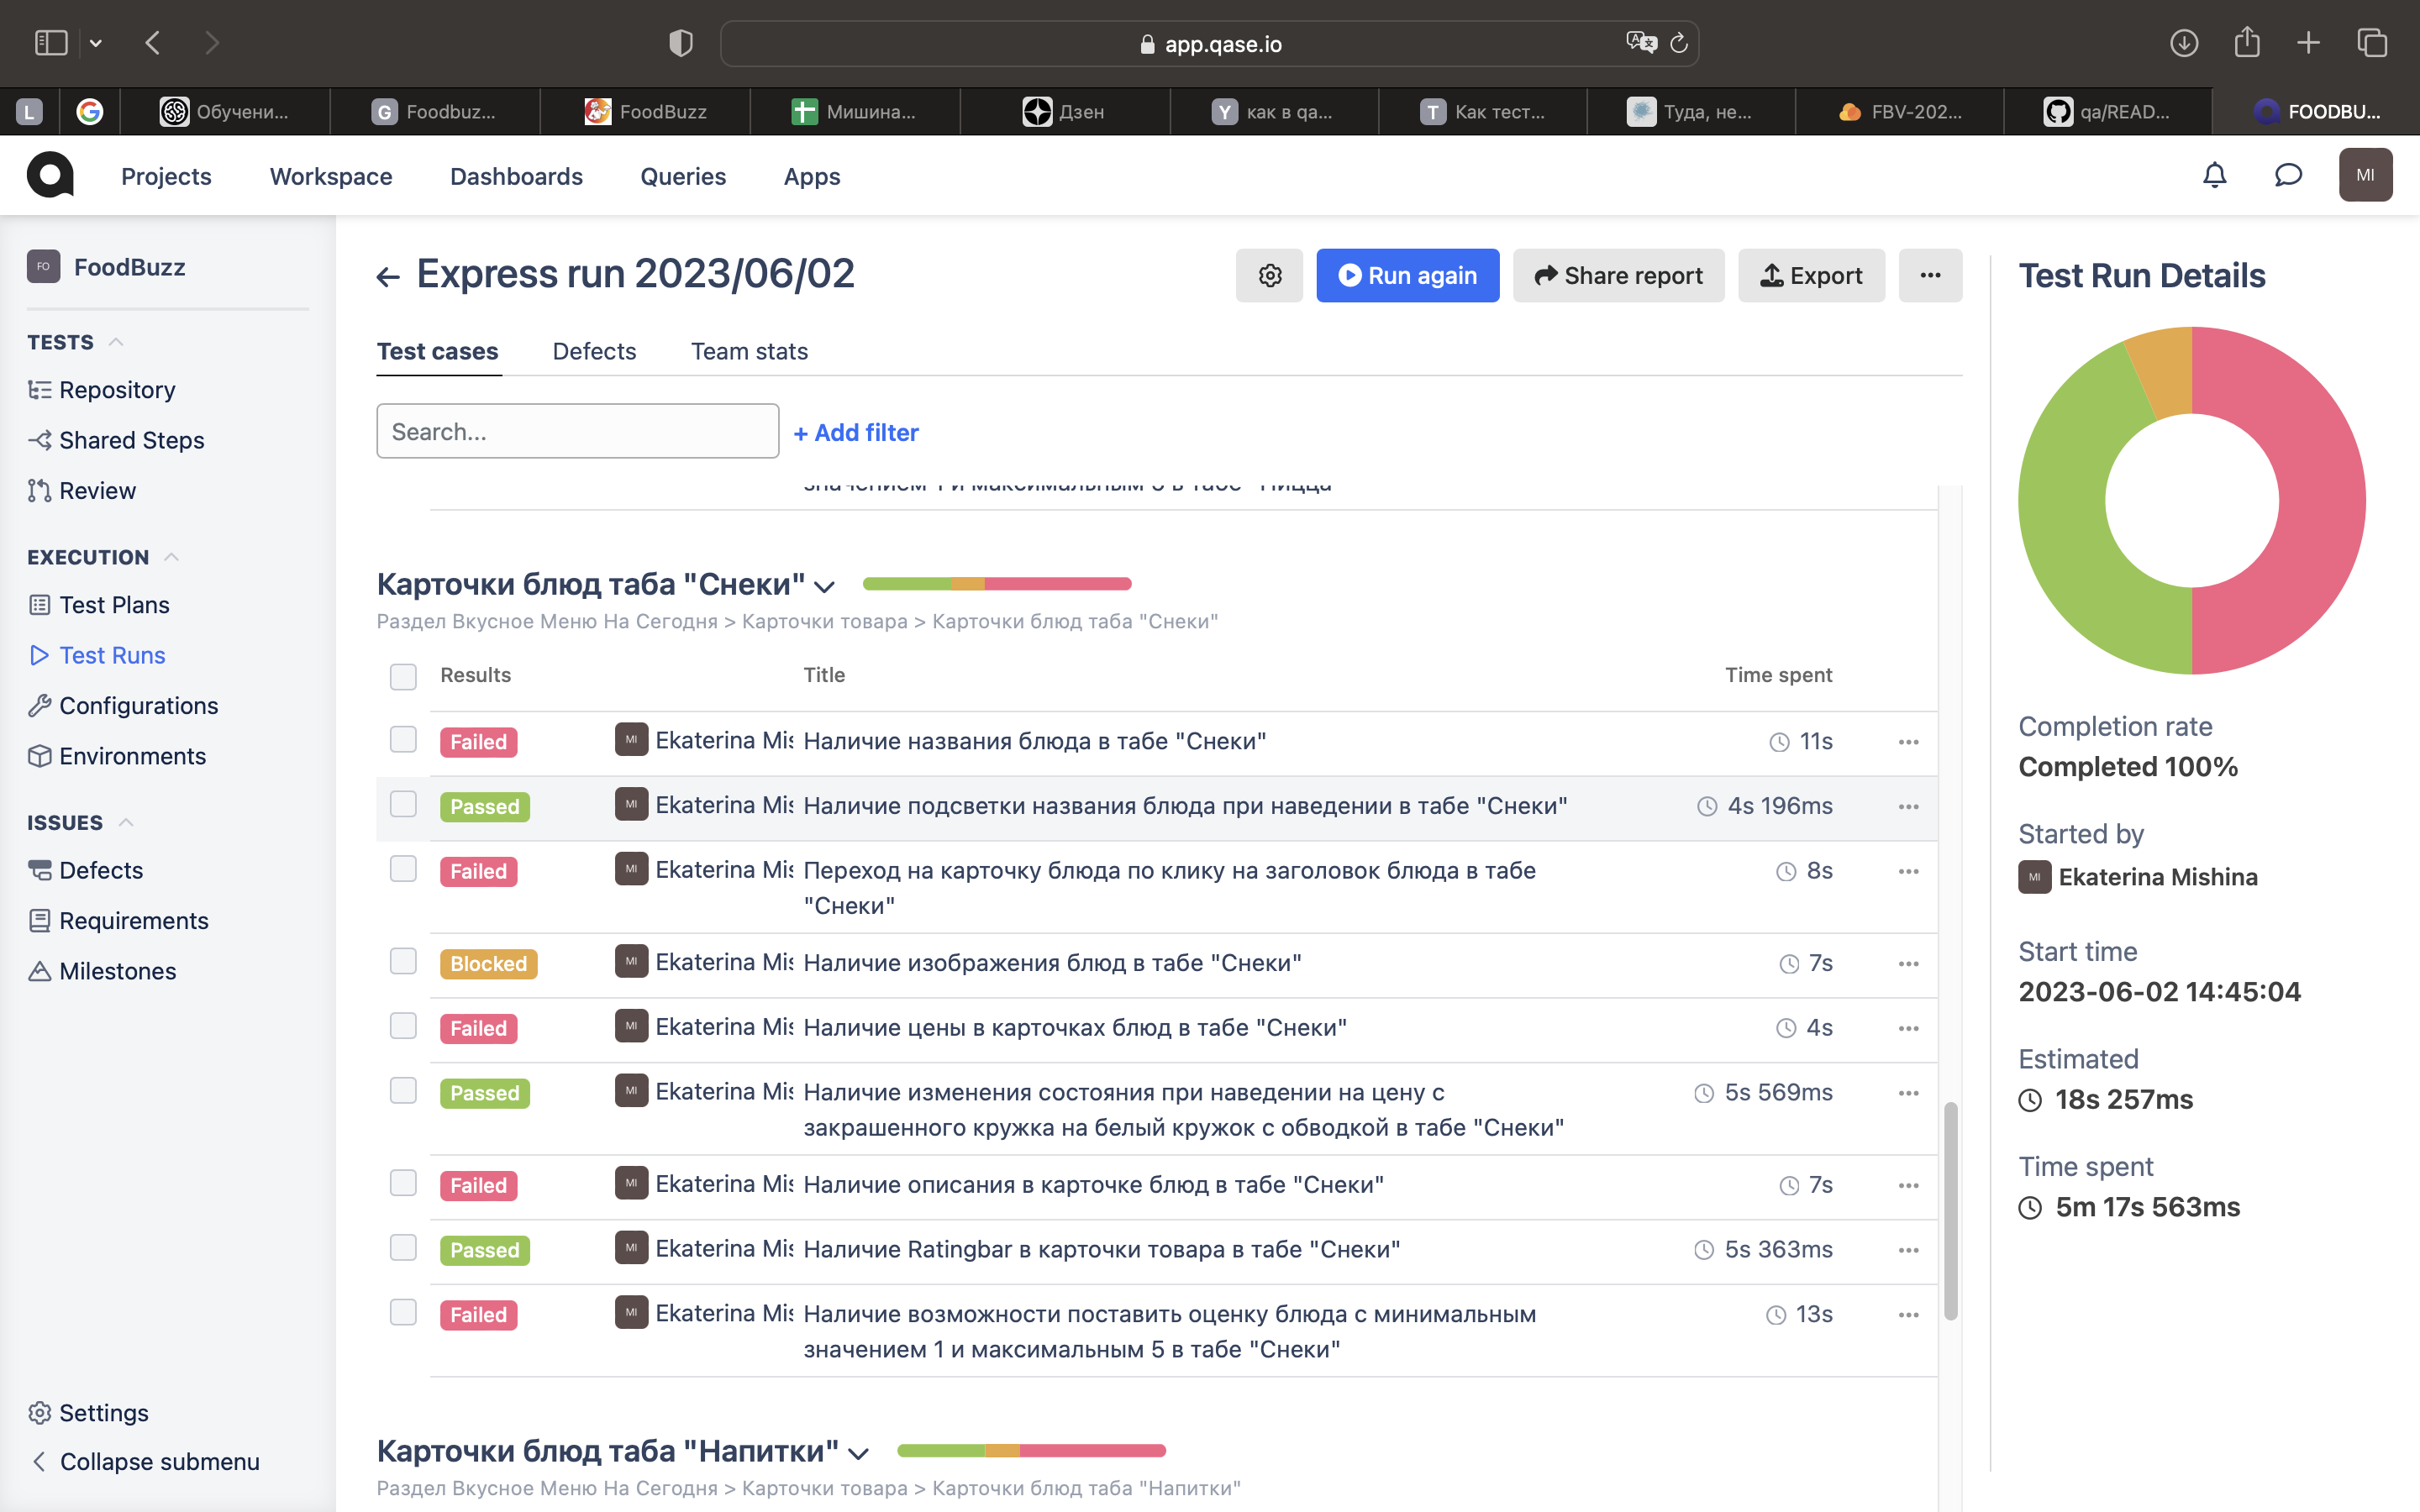 app.qase.io
L
Обучени...
G Foodbuz...
FoodBuzz
Мишина...
Дзен
Y как в qa...
T Как тест...
Туда, не...
FBV-202...
qa/READ...
FOODBU...
Projects
Workspace
Dashboards
Queries
Apps
MI
FO FoodBuzz
TESTS
Repository
Shared Steps
Review
EXECUTION
Test Plans
Test Runs
Configurations
Environments
ISSUES
Defects
Requirements
Milestones
Settings
Collapse submenu
Express run 2023/06/02
Run again
Share report
Export
Test cases
Defects
Team stats
Search...
+ Add filter
значением 1 и максимальным 5 в табе "Пицца"
Карточки блюд таба "Снеки"
Раздел Вкусное Меню На Сегодня > Карточки товара > Карточки блюд таба "Снеки"
Results Title Time spent
Failed MI Ekaterina Mis Наличие названия блюда в табе "Снеки" 11s
Passed MI Ekaterina Mis Наличие подсветки названия блюда при наведении в табе "Снеки" 4s 196ms
Failed MI Ekaterina Mis Переход на карточку блюда по клику на заголовок блюда в табе 8s
"Снеки"
Blocked MI Ekaterina Mis Наличие изображения блюд в табе "Снеки" 7s
Failed MI Ekaterina Mis Наличие цены в карточках блюд в табе "Снеки" 4s
Passed MI Ekaterina Mis Наличие изменения состояния при наведении на цену с 5s 569ms
закрашенного кружка на белый кружок с обводкой в табе "Снеки"
Failed MI Ekaterina Mis Наличие описания в карточке блюд в табе "Снеки" 7s
Passed MI Ekaterina Mis Наличие Ratingbar в карточки товара в табе "Снеки" 5s 363ms
Failed MI Ekaterina Mis Наличие возможности поставить оценку блюда с минимальным 13s
значением 1 и максимальным 5 в табе "Снеки"
Карточки блюд таба "Напитки"
Раздел Вкусное Меню На Сегодня > Карточки товара > Карточки блюд таба "Напитки"
Test Run Details
Completion rate
Completed 100%
Started by
MI Ekaterina Mishina
Start time
2023-06-02 14:45:04
Estimated
18s 257ms
Time spent
5m 17s 563ms